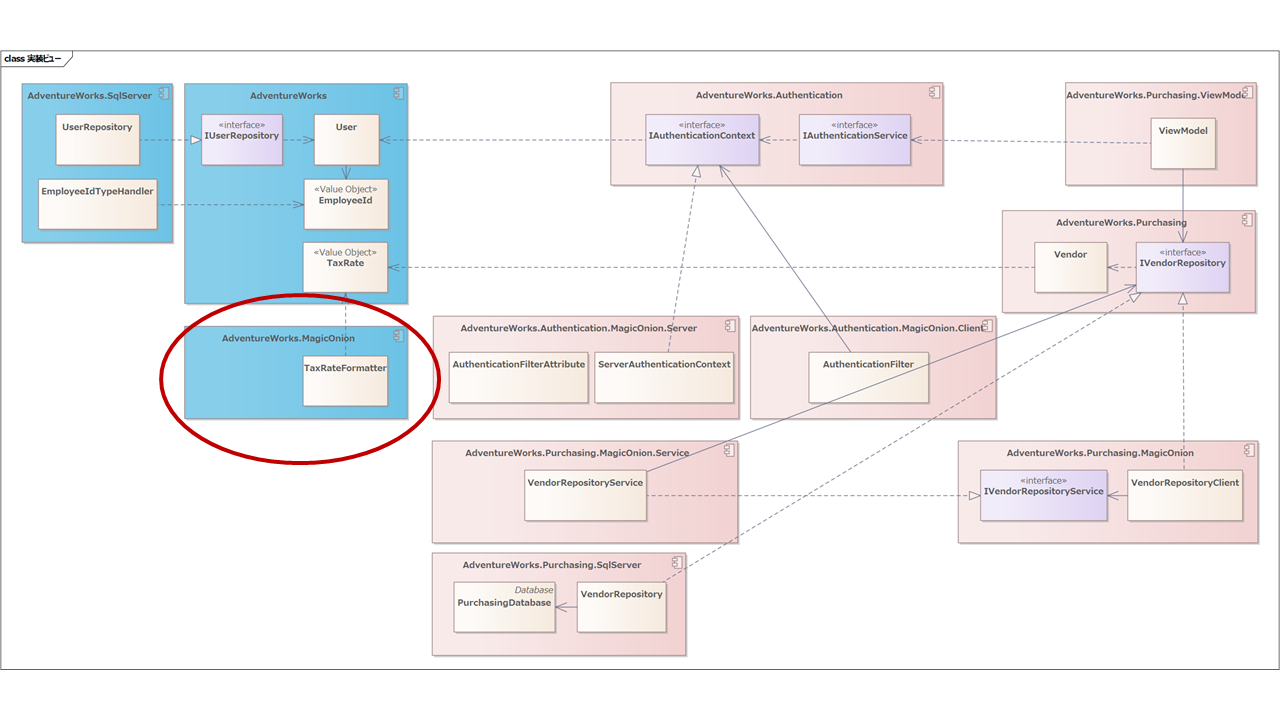 class 実装ビュー
AdventureWorks.SqlServer
UserRepository
EmployeeIdTypeHandler
AdventureWorks
«interface»
IUserRepository
User
«Value Object»
EmployeeId
«Value Object»
TaxRate
AdventureWorks.MagicOnion
TaxRateFormatter
AdventureWorks.Authentication
«interface»
IAuthenticationContext
«interface»
IAuthenticationService
AdventureWorks.Purchasing.ViewMode
ViewModel
AdventureWorks.Purchasing
Vendor
«interface»
IVendorRepository
AdventureWorks.Authentication.MagicOnion.Server
AuthenticationFilterAttribute
ServerAuthenticationContext
AdventureWorks.Authentication.MagicOnion.Client
AuthenticationFilter
AdventureWorks.Purchasing.MagicOnion.Service
VendorRepositoryService
AdventureWorks.Purchasing.MagicOnion
«interface»
IVendorRepositoryService
VendorRepositoryClient
AdventureWorks.Purchasing.SqlServer
Database
PurchasingDatabase
VendorRepository